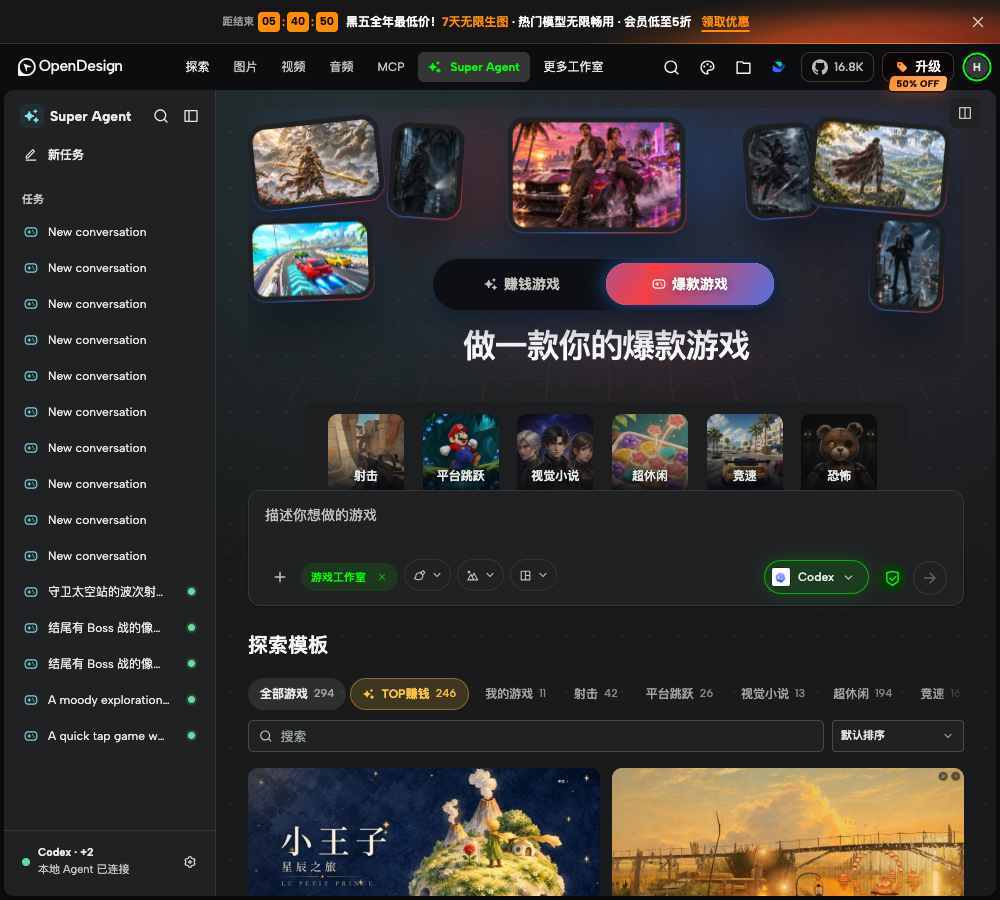 距结束 05 : 40 : 50 黑五全年最低价！7天无限生图 · 热门模型无限畅用 · 会员低至5折 领取优惠
OpenDesign 探索 图片 视频 音频 MCP Super Agent 更多工作室 16.8K 升级 H
50% OFF
Super Agent
新任务
任务
New conversation
New conversation
New conversation
New conversation
New conversation
New conversation
New conversation
New conversation
New conversation
New conversation
守卫太空站的波次射...
结尾有 Boss 战的像...
结尾有 Boss 战的像...
A moody exploration...
A quick tap game w...
Codex · +2
本地 Agent 已连接
赚钱游戏 爆款游戏
做一款你的爆款游戏
射击 平台跳跃 视觉小说 超休闲 竞速 恐怖
描述你想做的游戏
游戏工作室
Codex
探索模板
全部游戏 294 TOP赚钱 246 我的游戏 11 射击 42 平台跳跃 26 视觉小说 13 超休闲 194 竞速 16
搜索
默认排序
小王子
星辰之旅
LE PETIT PRINCE